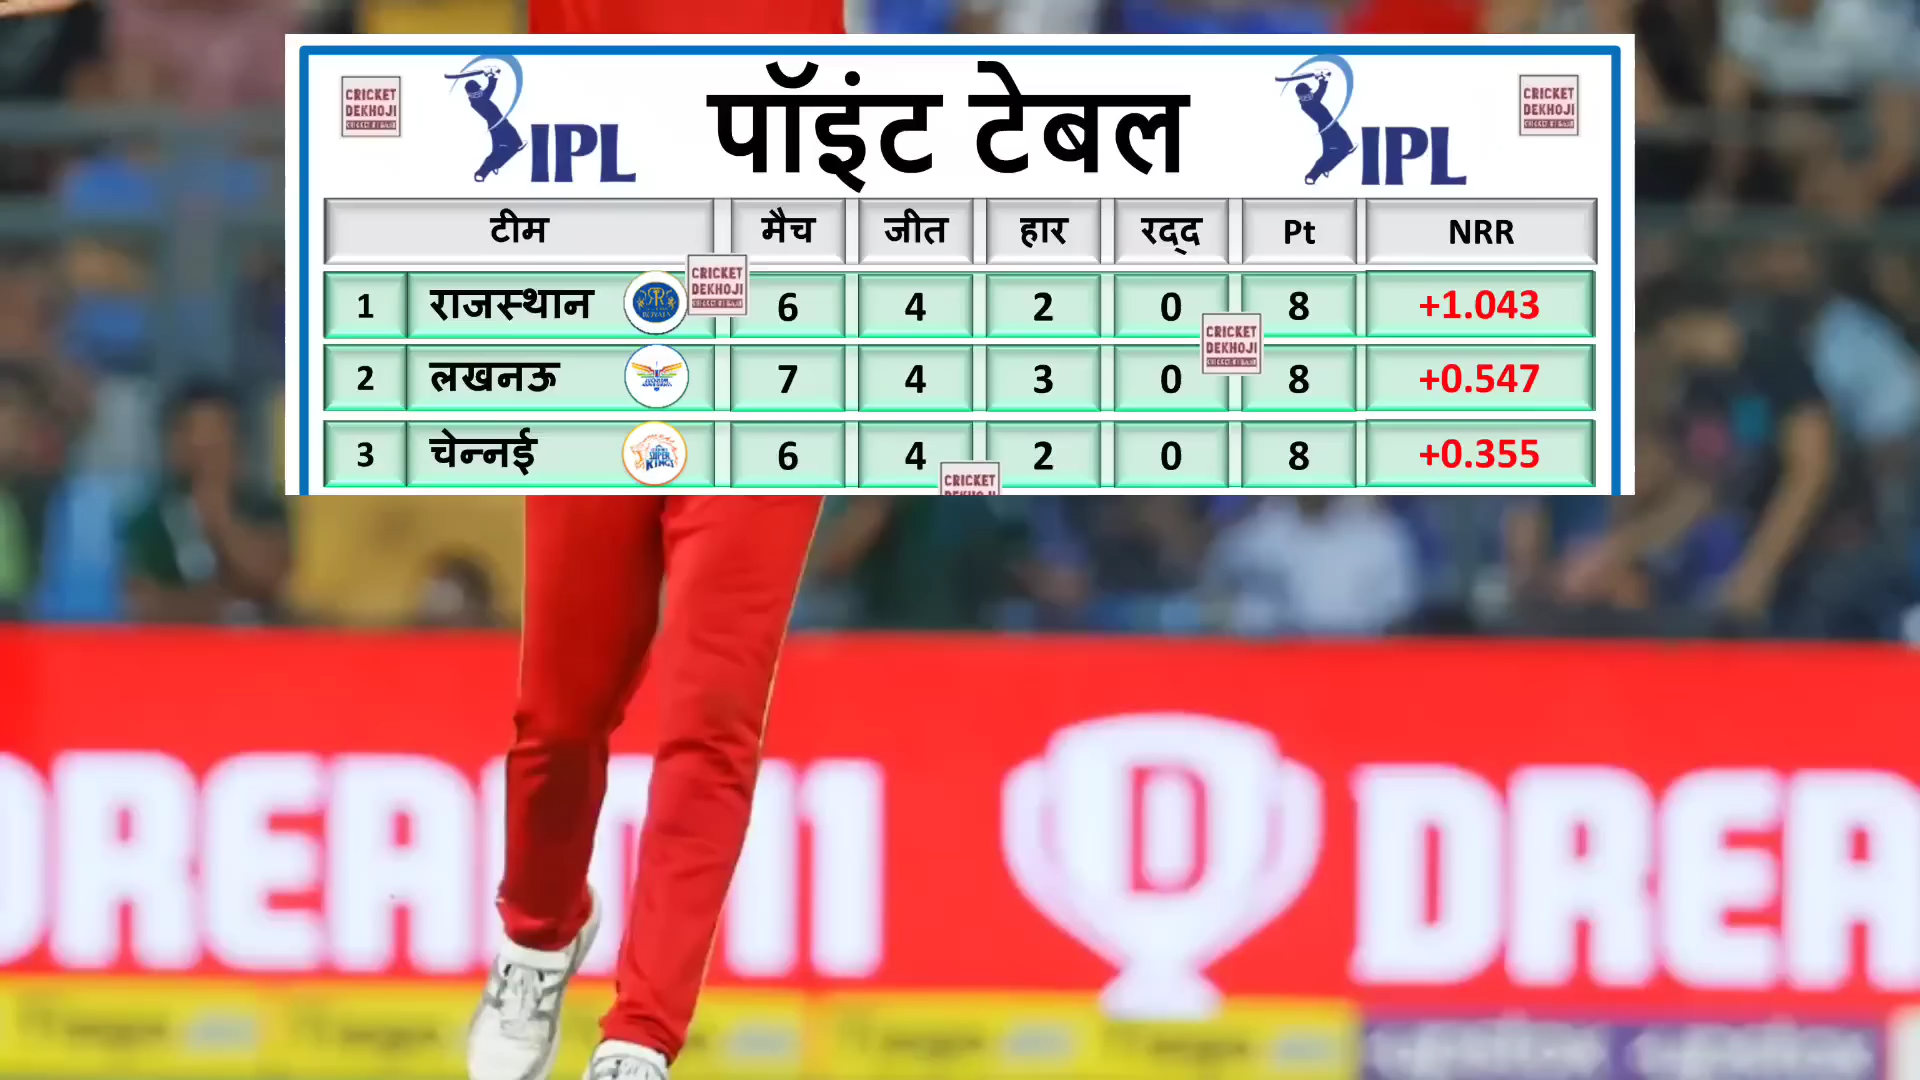 CRICKET DEKHOJI
IPL
पॉइंट टेबल
IPL
CRICKET DEKHOJI
टीम मैच जीत हार रद्द Pt NRR
1 राजस्थान 6 4 2 0 8 +1.043
CRICKET DEKHOJI
2 लखनऊ 7 4 3 0 8 +0.547
CRICKET DEKHOJI
3 चेन्नई SUPER KINGS 6 4 2 0 8 +0.355
CRICKET
DREAM11 D DREA